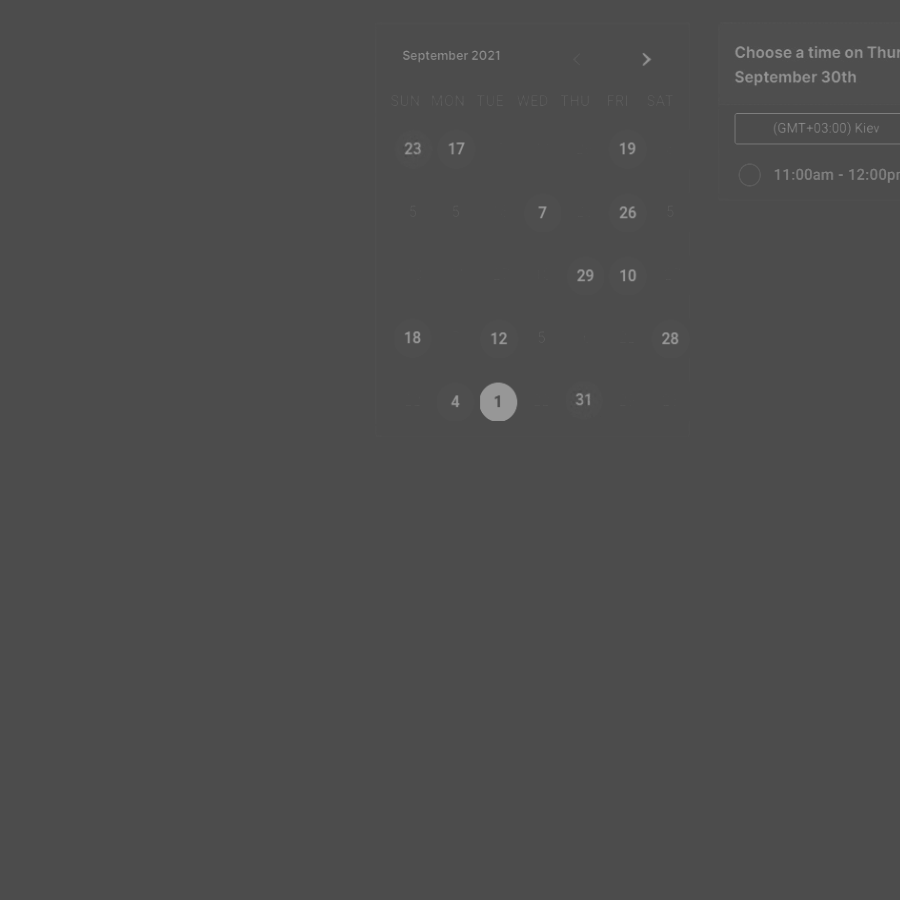 September 2021
SUN MON TUE WED THU FRI SAT
23 17 19
5 8 7 26 5
29 10
18 12 5 28
4 1 31
Choose a time on Thur
September 30th
(GMT+03:00) Kiev
11:00am - 12:00p